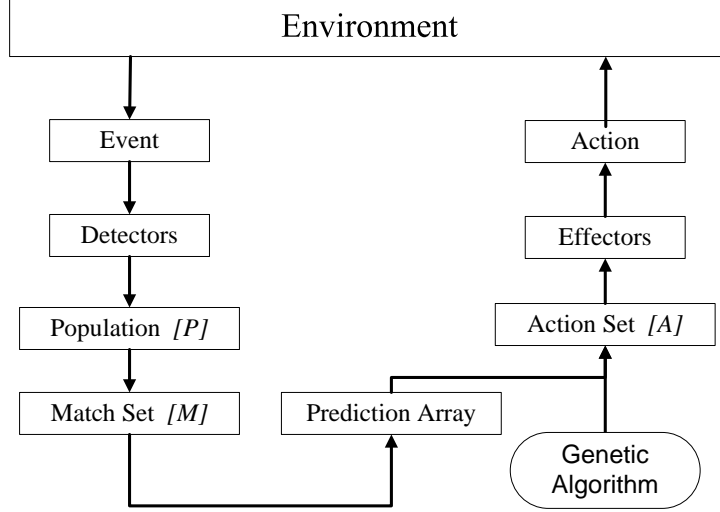 Environment
Event
Action
Detectors
Effectors
Population [P]
Action Set [A]
Match Set [M]
Prediction Array
Genetic
Algorithm